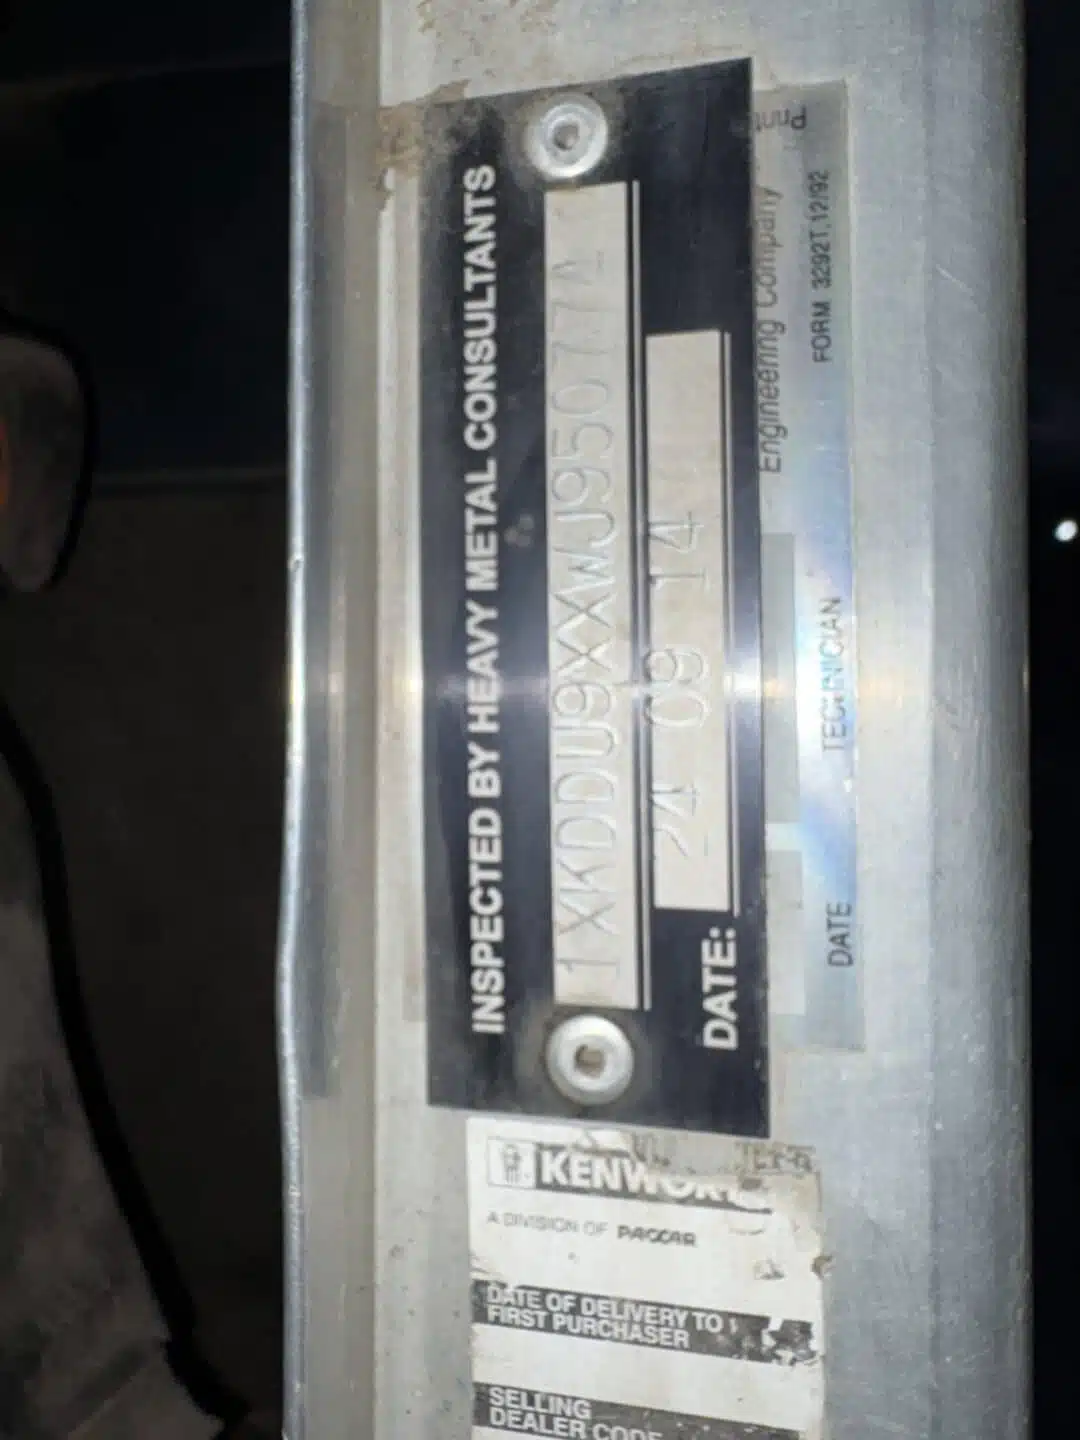 INSPECTED BY HEAVY METAL CONSULTANTS
1XKDDU9XXWJ950774
DATE: 24 09 14
Print
Engineering Company
DATE TECHNICIAN FORM 3292T,12/92
KENWORTH
A DIVISION OF PACCAR
DATE OF DELIVERY TO
FIRST PURCHASER
SELLING
DEALER CODE